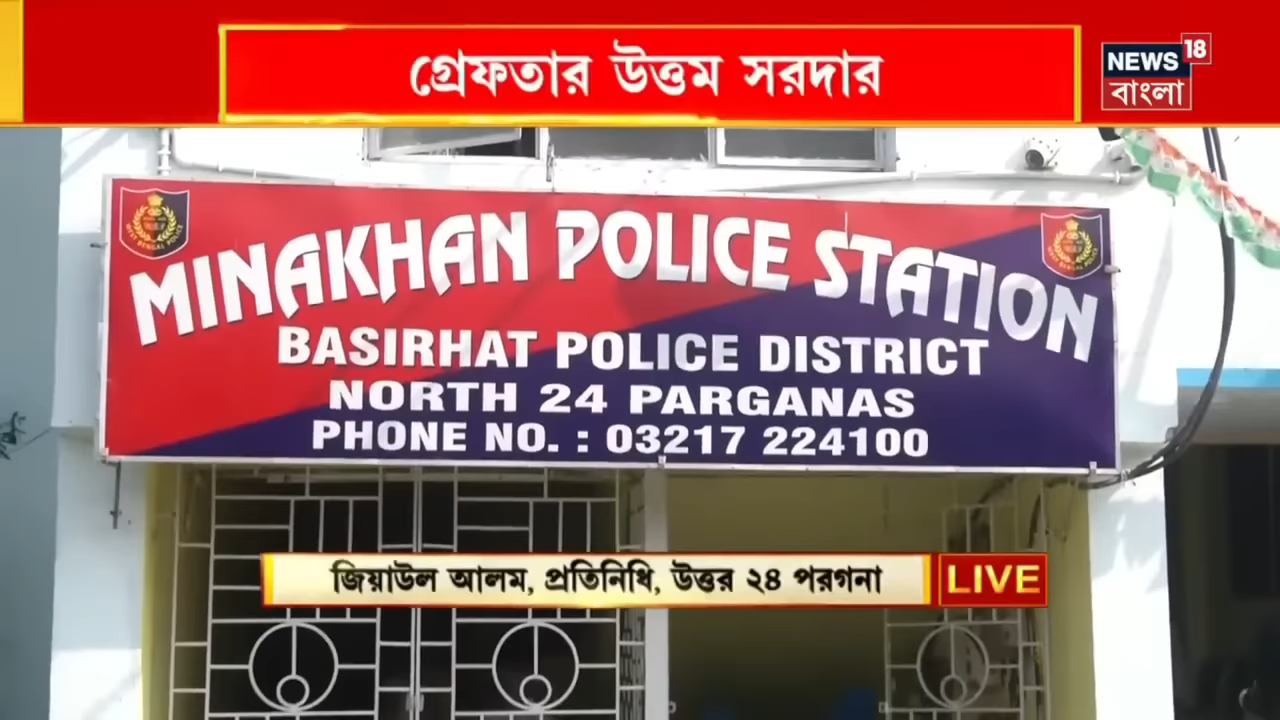 গ্রেফতার উত্তম সরদার
NEWS 18
বাংলা
MINAKHAN POLICE STATION
BASIRHAT POLICE DISTRICT
NORTH 24 PARGANAS
PHONE NO. : 03217 224100
জিয়াউল আলম, প্রতিনিধি, উত্তর ২৪ পরগনা
LIVE